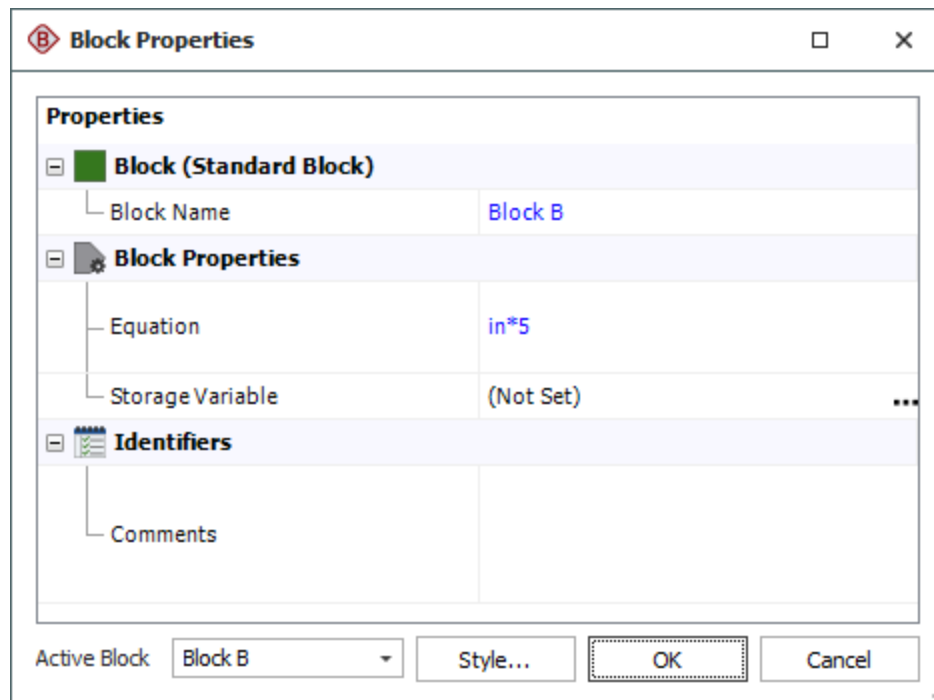 B Block Properties
Properties
Block (Standard Block)
Block Name Block B
Block Properties
Equation in*5
Storage Variable (Not Set) ...
Identifiers
Comments
Active Block Block B Style... OK Cancel